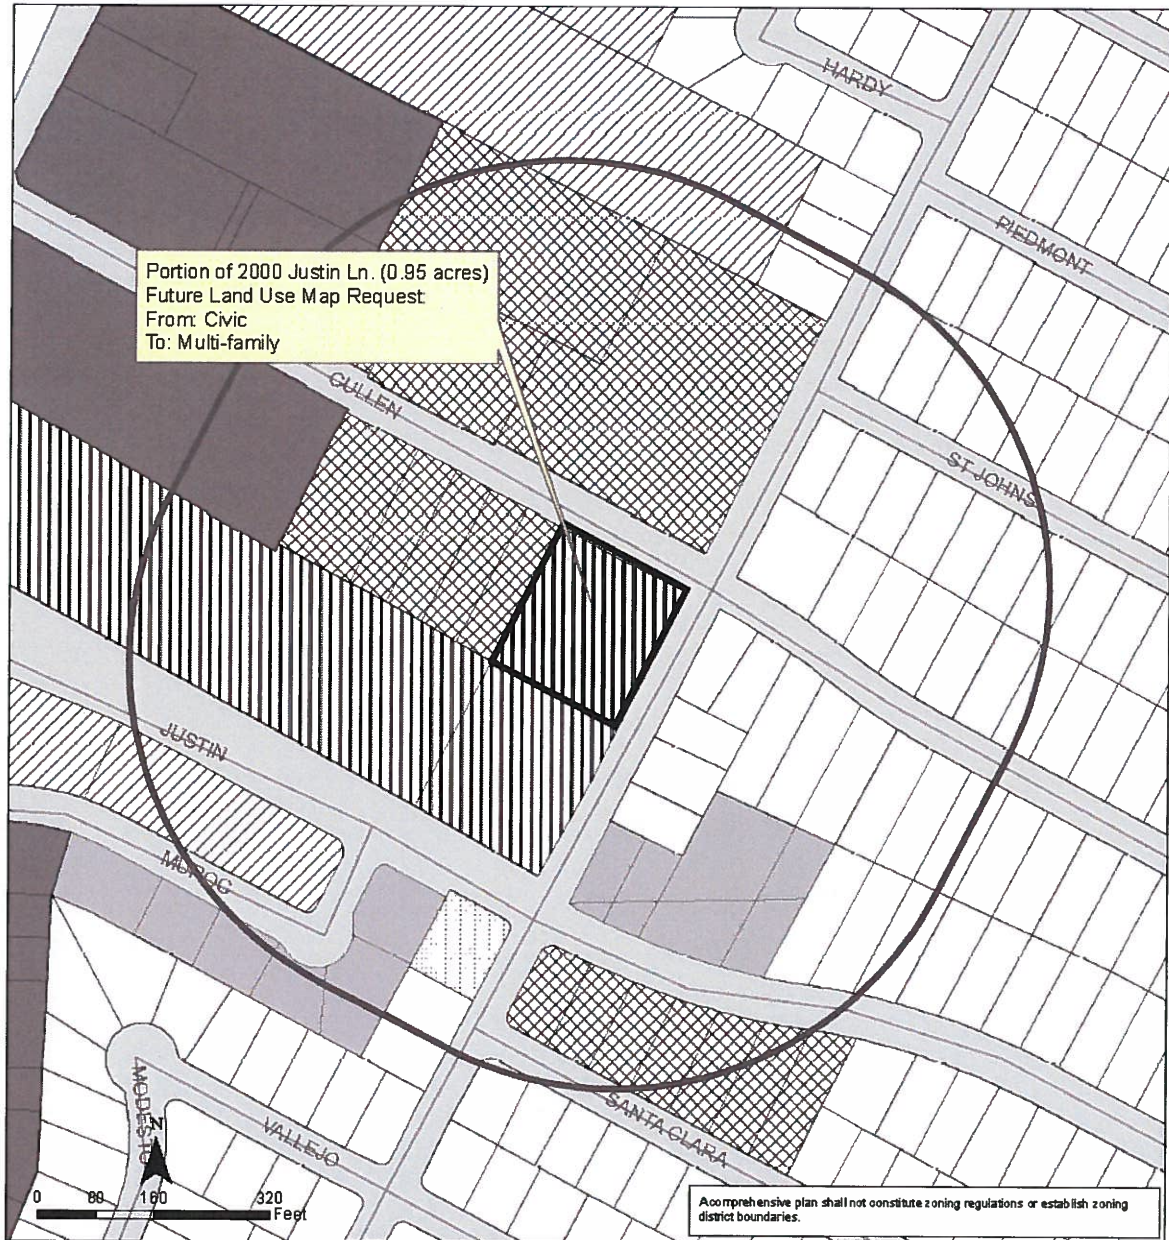 HARDY
PIEDMONT
Portion of 2000 Justin Ln. (0.95 acres)
Future Land Use Map Request
From: Civic
To: Multi-family
CULLEN
ST JOHNS
JUSTIN
MUROC
MODESTO
VALLEJO
SANTA CLARA
N
0 80 160 320
Feet
A comprehensive plan shall not constitute zoning regulations or establish zoning
district boundaries.